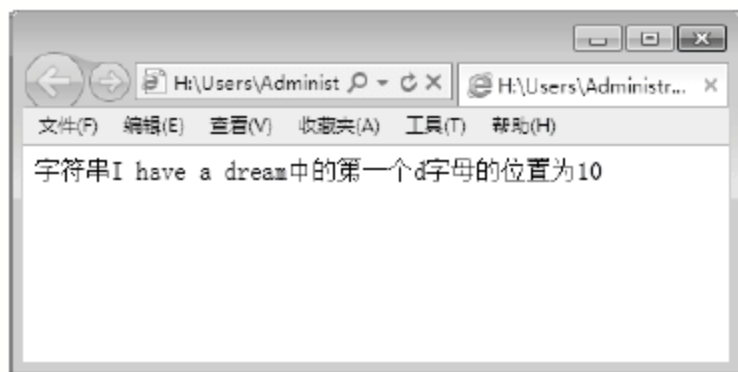 H:\Users\Administ
H:\Users\Administr...
文件(F) 编辑(E) 查看(V) 收藏夹(A) 工具(T) 帮助(H)
字符串I have a dream中的第一个d字母的位置为10